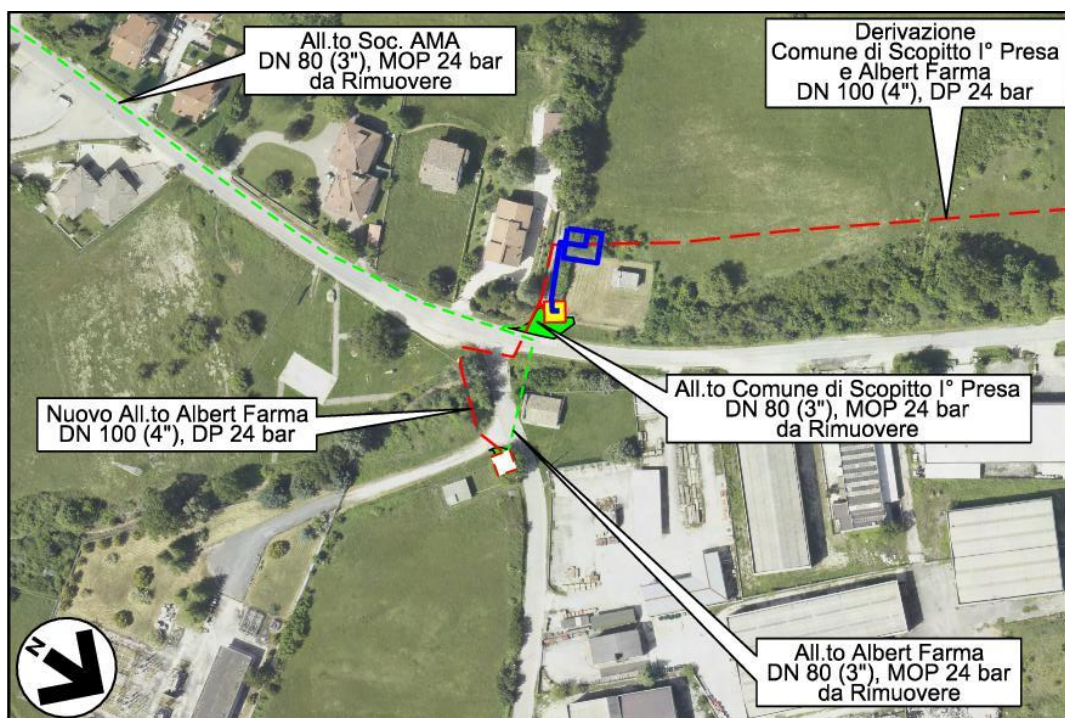 All.to Soc. AMA
DN 80 (3"), MOP 24 bar
da Rimuovere
Derivazione
Comune di Scopitto I° Presa
e Albert Farma
DN 100 (4"), DP 24 bar
All.to Comune di Scopitto I° Presa
DN 80 (3"), MOP 24 bar
da Rimuovere
Nuovo All.to Albert Farma
DN 100 (4"), DP 24 bar
All.to Albert Farma
DN 80 (3"), MOP 24 bar
da Rimuovere
N